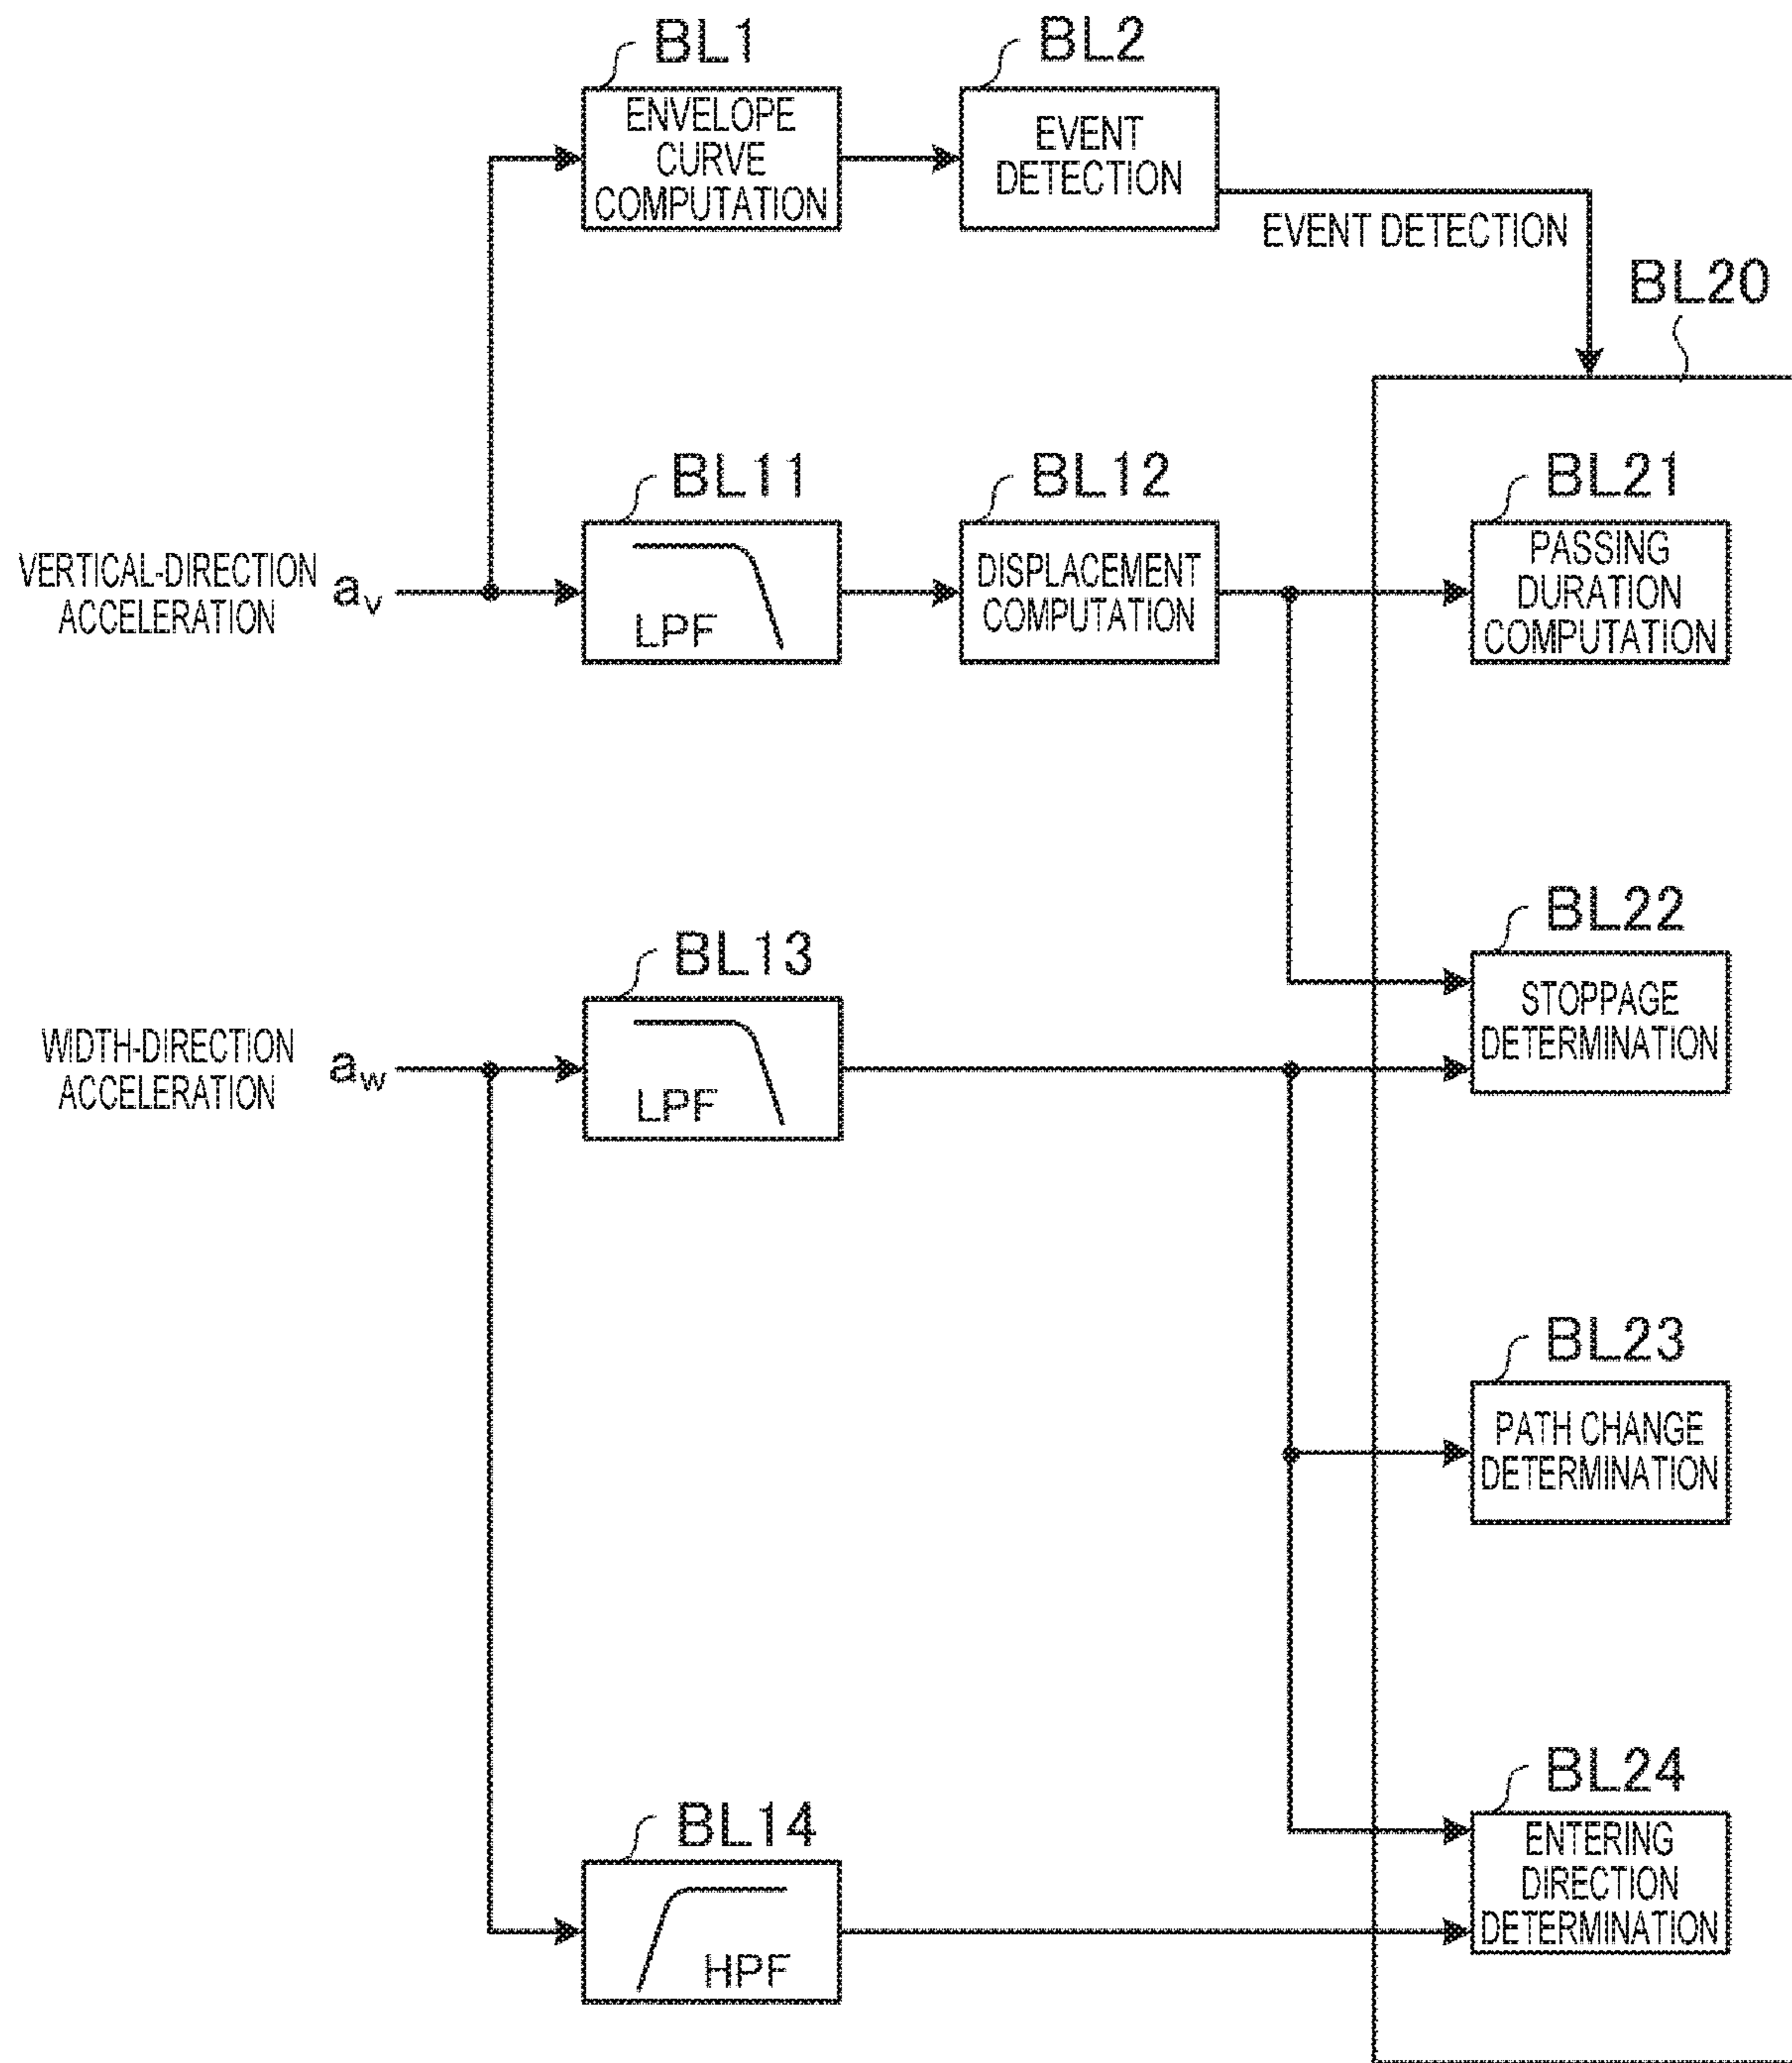 BL1
BL2
ENVELOPE
CURVE
COMPUTATION
EVENT
DETECTION
EVENT DETECTION
BL20
BL11
BL12
BL21
VERTICAL-DIRECTION
ACCELERATION
av
LPF
DISPLACEMENT
COMPUTATION
PASSING
DURATION
COMPUTATION
BL13
BL22
WIDTH-DIRECTION
ACCELERATION
aw
LPF
STOPPAGE
DETERMINATION
BL23
PATH CHANGE
DETERMINATION
BL14
BL24
HPF
ENTERING
DIRECTION
DETERMINATION